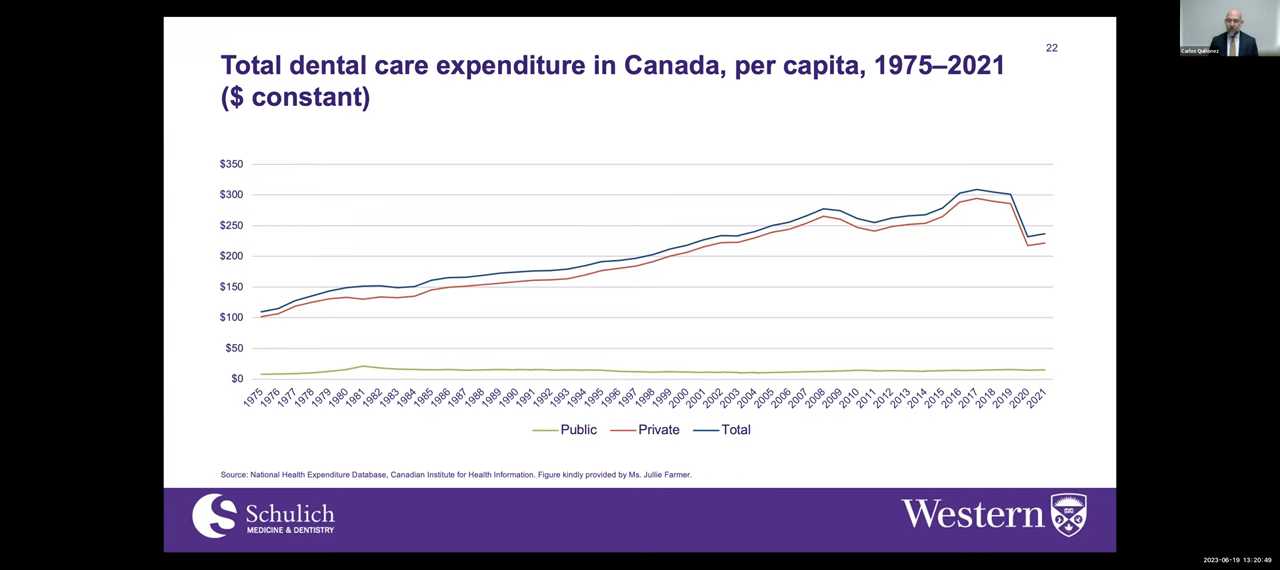 22
Total dental care expenditure in Canada, per capita, 1975–2021
($ constant)
Carlos Quiñonez
$350
$300
$250
$200
$150
$100
$50
$0
1975 1976 1977 1978 1979 1980 1981 1982 1983 1984 1985 1986 1987 1988 1989 1990 1991 1992 1993 1994 1995 1996 1997 1998 1999 2000 2001 2002 2003 2004 2005 2006 2007 2008 2009 2010 2011 2012 2013 2014 2015 2016 2017 2018 2019 2020 2021
Public Private Total
Source: National Health Expenditure Database, Canadian Institute for Health Information. Figure kindly provided by Ms. Jullie Farmer.
Schulich
MEDICINE & DENTISTRY
Western
2023-06-19 13:20:49